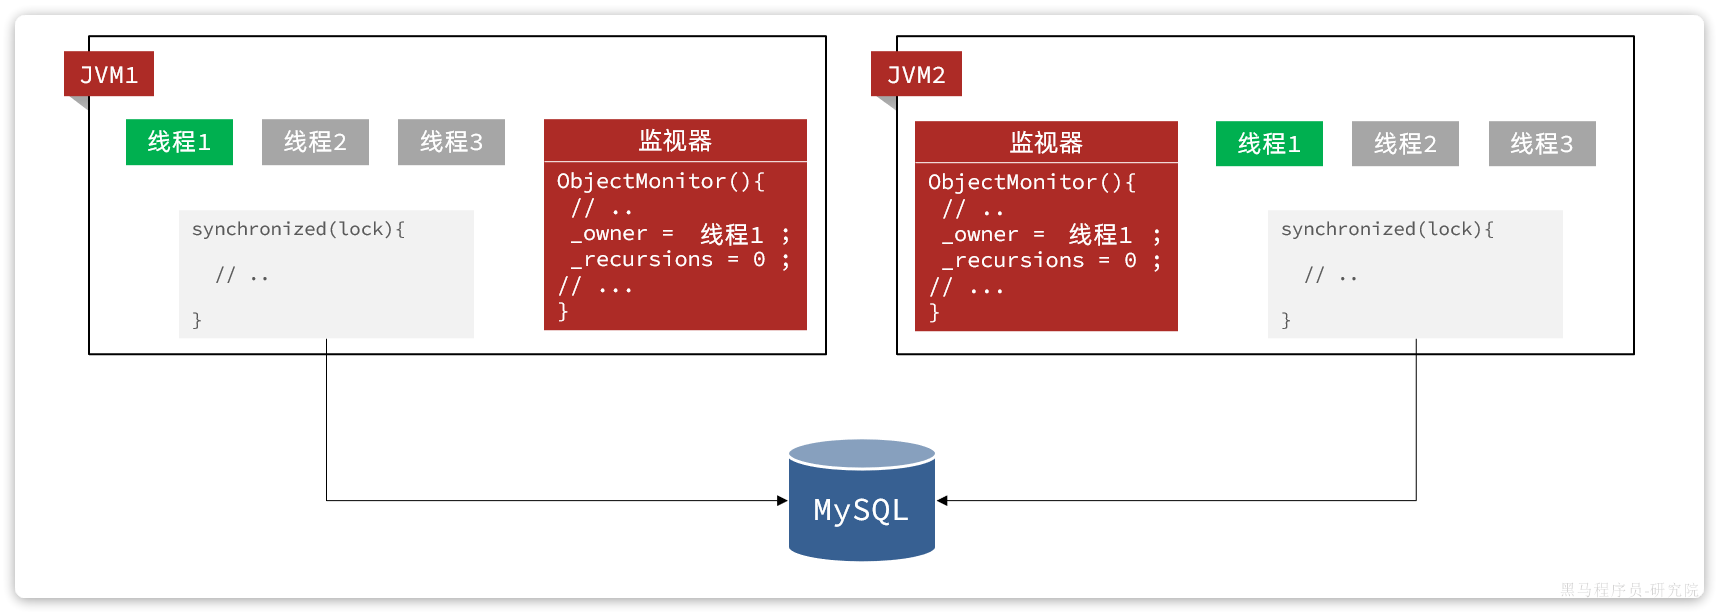 JVM1
线程1
线程2
线程3
监视器
ObjectMonitor(){
// ..
_owner = 线程1 ;
_recursions = 0 ;
// ...
}
synchronized(lock){
// ..
}
JVM2
监视器
ObjectMonitor(){
// ..
_owner = 线程1 ;
_recursions = 0 ;
// ...
}
线程1
线程2
线程3
synchronized(lock){
// ..
}
MySQL
黑马程序员-研究院